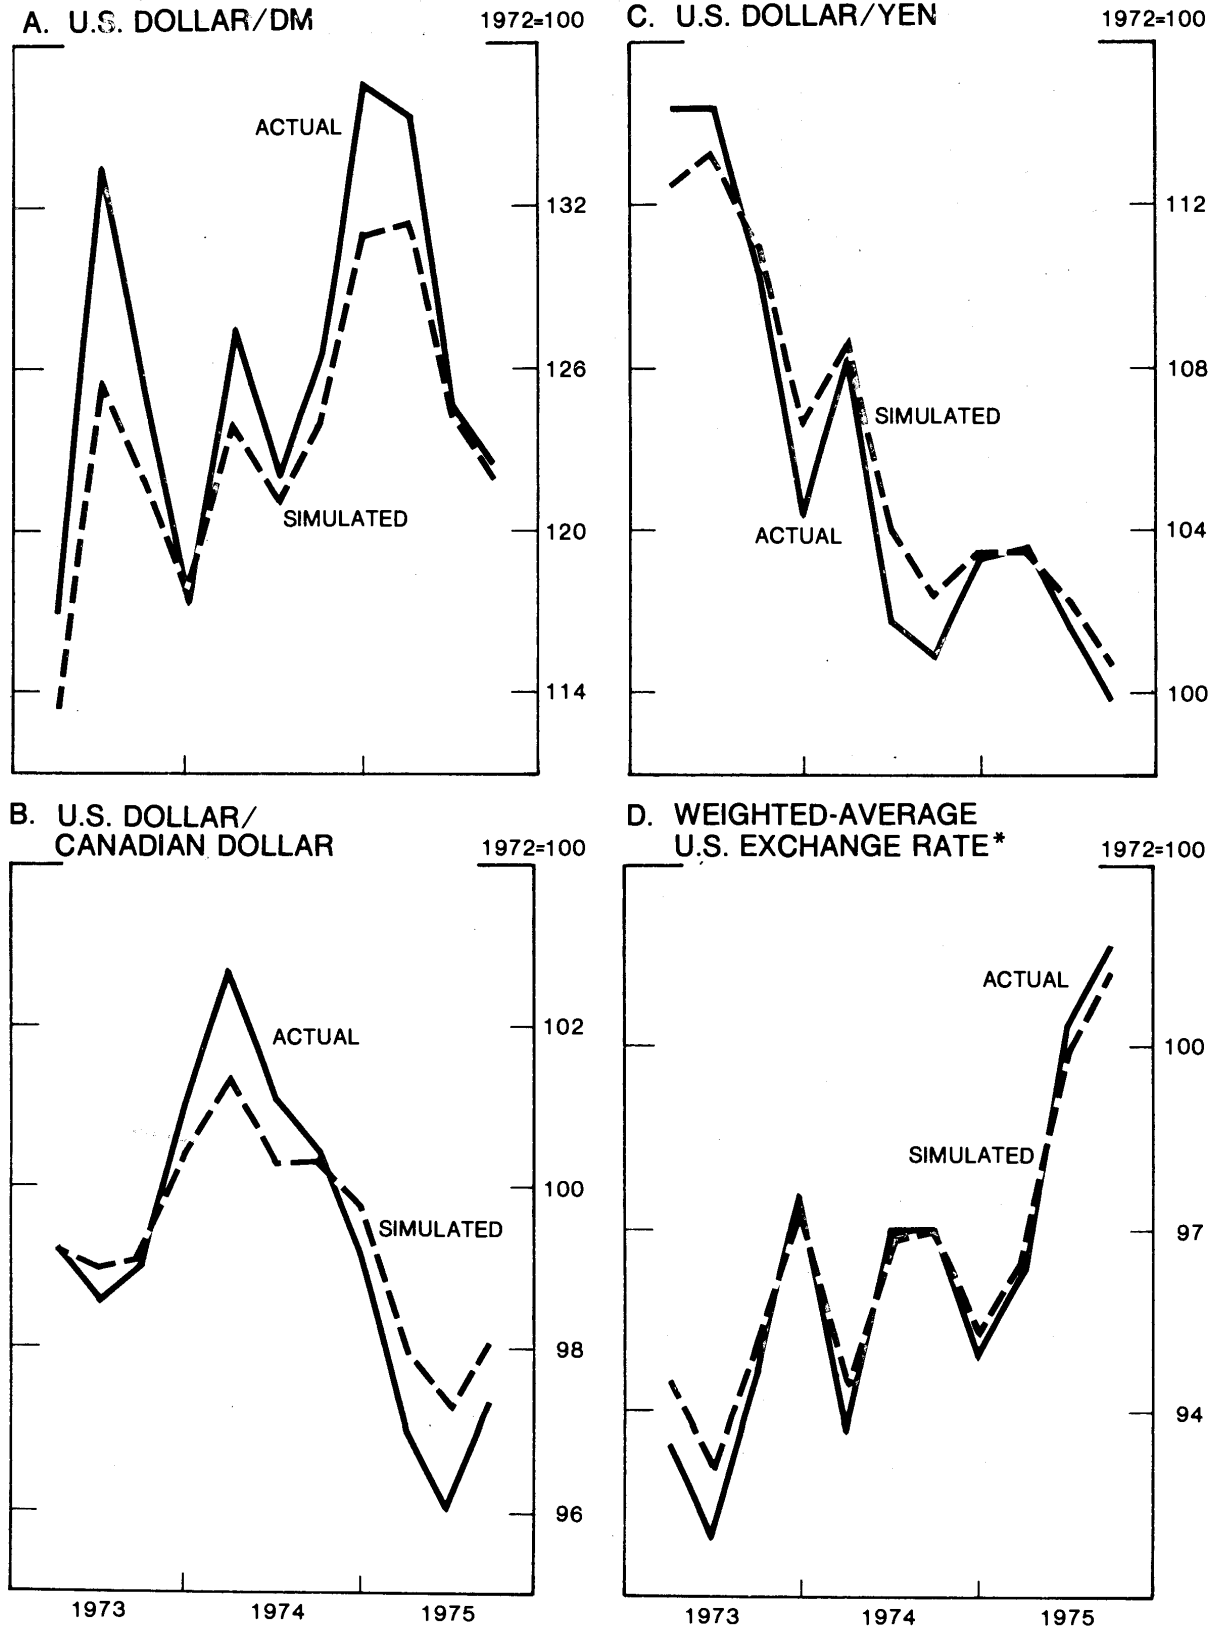 A. U.S. DOLLAR/DM
1972=100
ACTUAL
132
126
SIMULATED
120
114
C. U.S. DOLLAR/YEN
1972=100
112
108
SIMULATED
ACTUAL
104
100
B. U.S. DOLLAR/
CANADIAN DOLLAR
1972=100
102
ACTUAL
100
SIMULATED
98
96
1973
1974
1975
D. WEIGHTED-AVERAGE
U.S. EXCHANGE RATE*
1972=100
ACTUAL
100
SIMULATED
97
94
1973
1974
1975